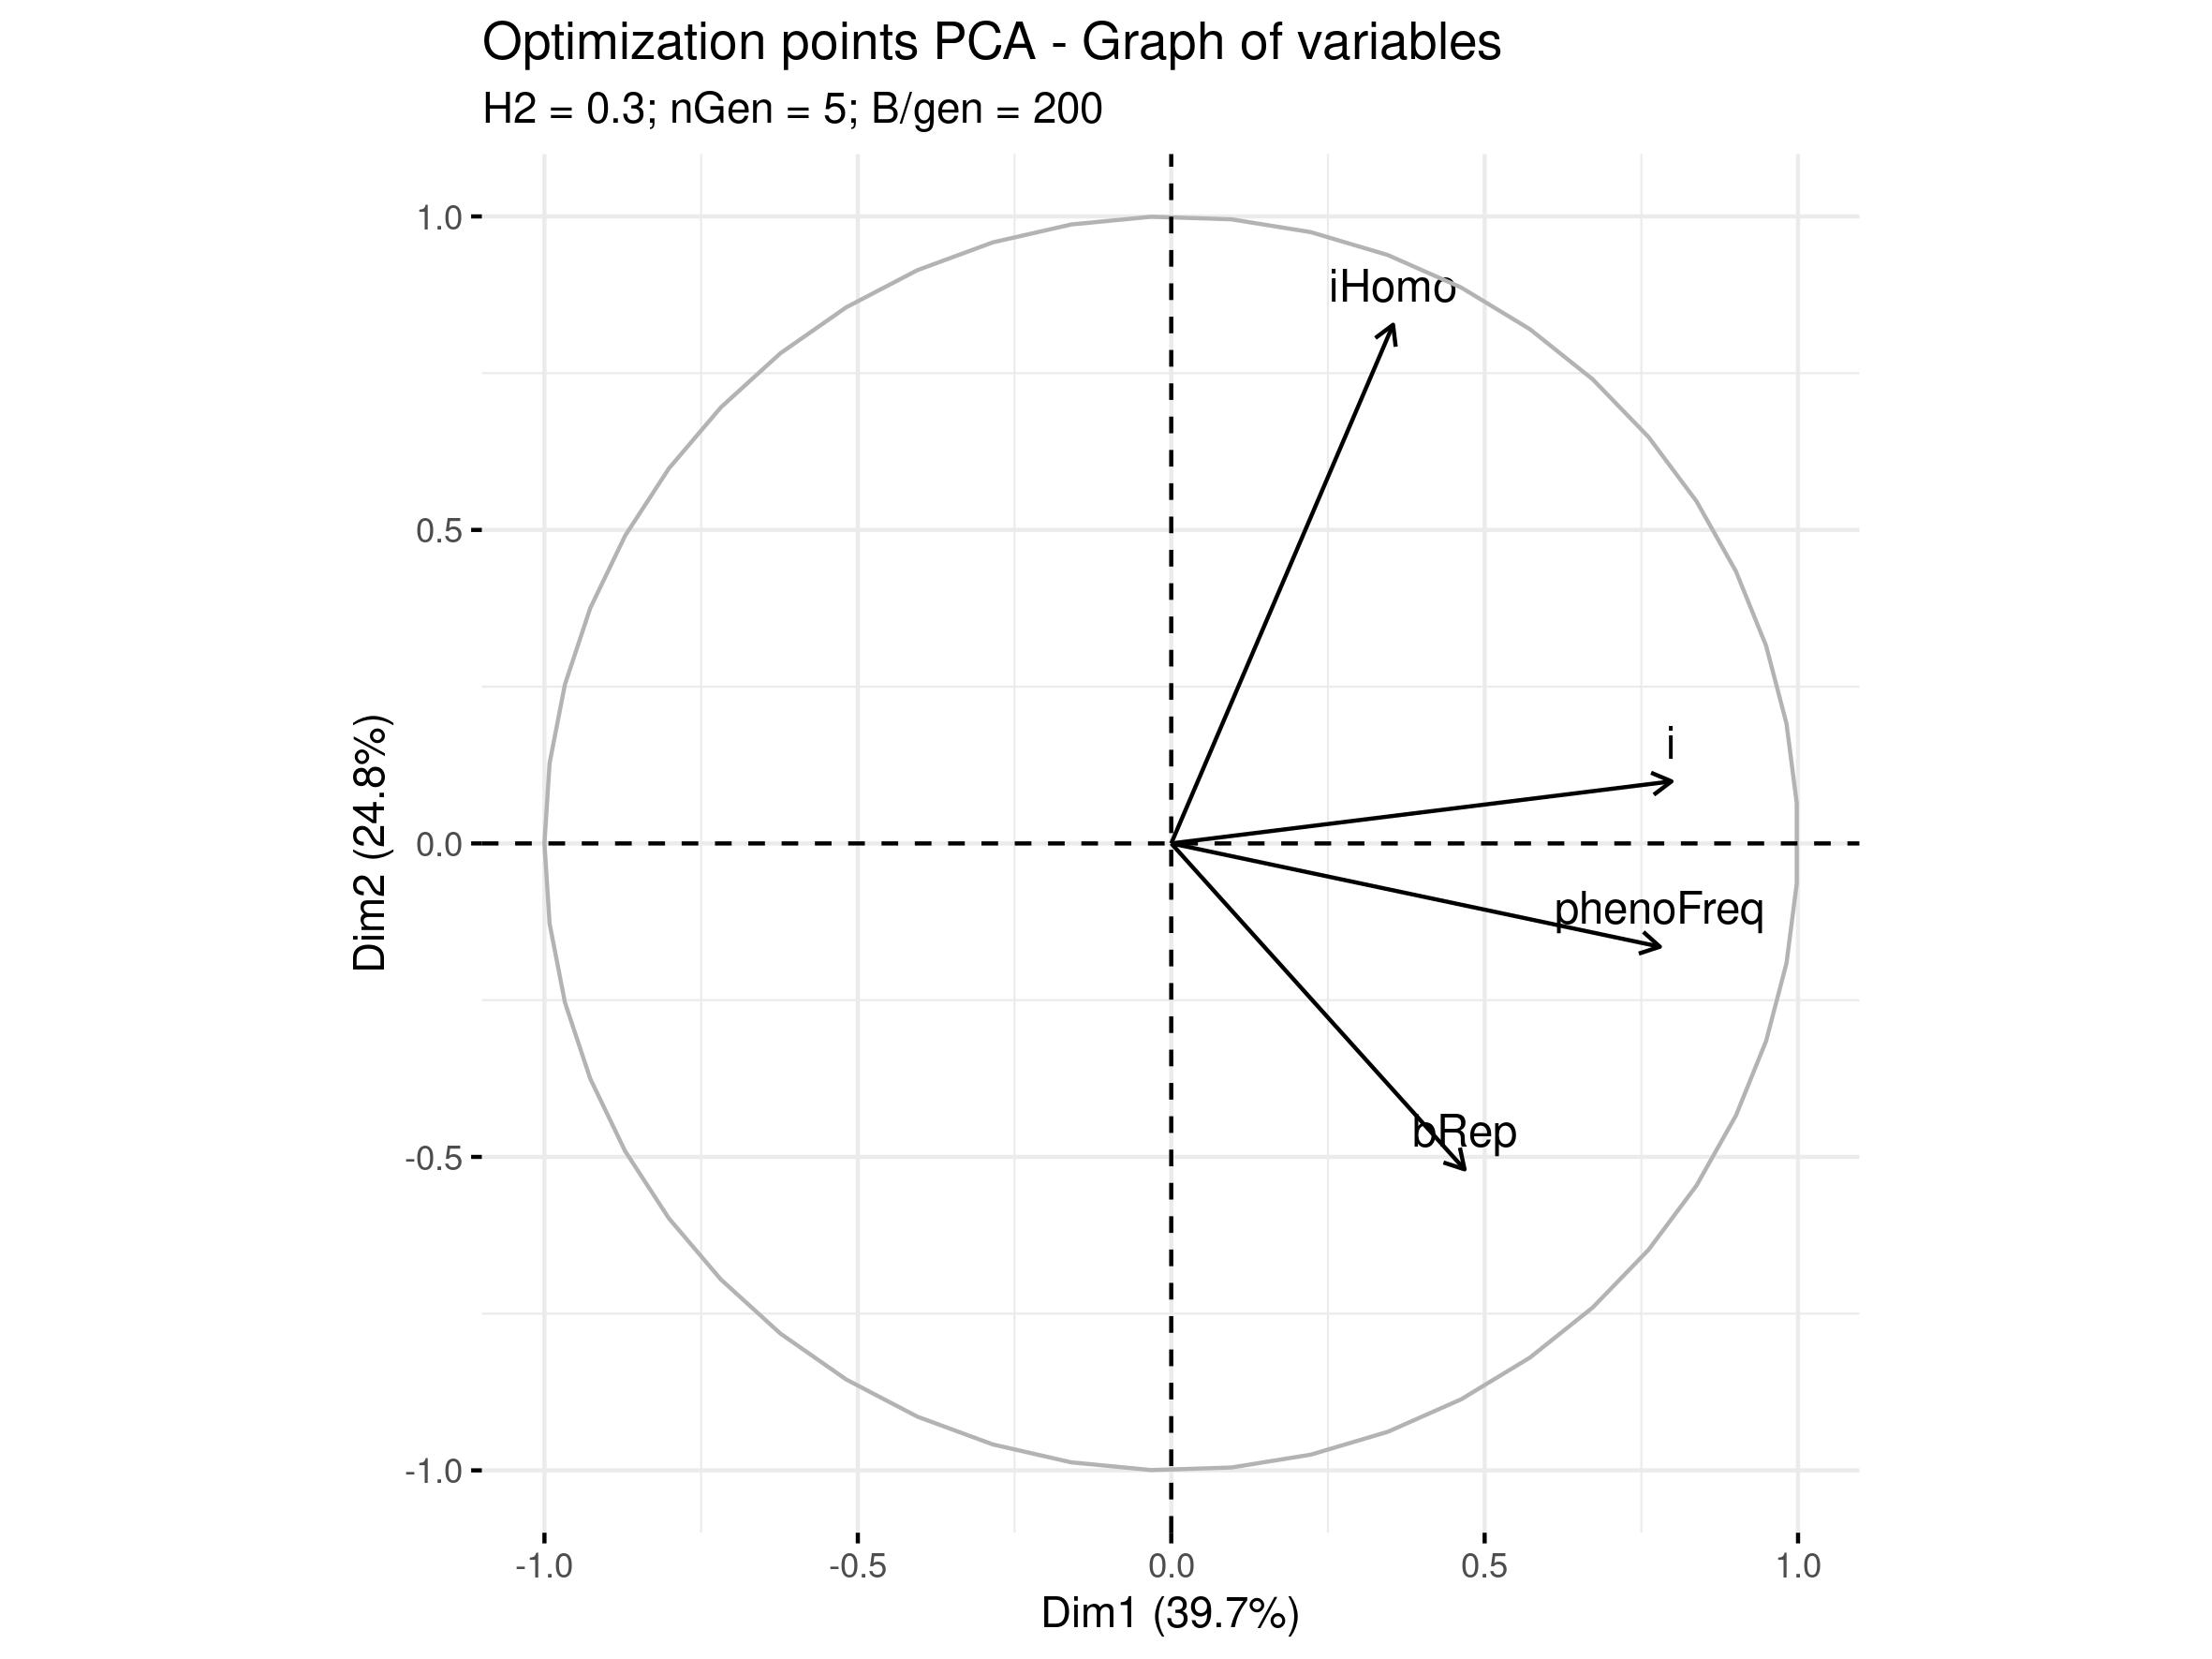 Optimization points PCA - Graph of variables
H2 = 0.3; nGen = 5; B/gen = 200
1.0
0.5
0.0
-0.5
-1.0
Dim2 (24.8%)
iHomo
i
phenoFreq
bRep
-1.0
-0.5
0.0
0.5
1.0
Dim1 (39.7%)